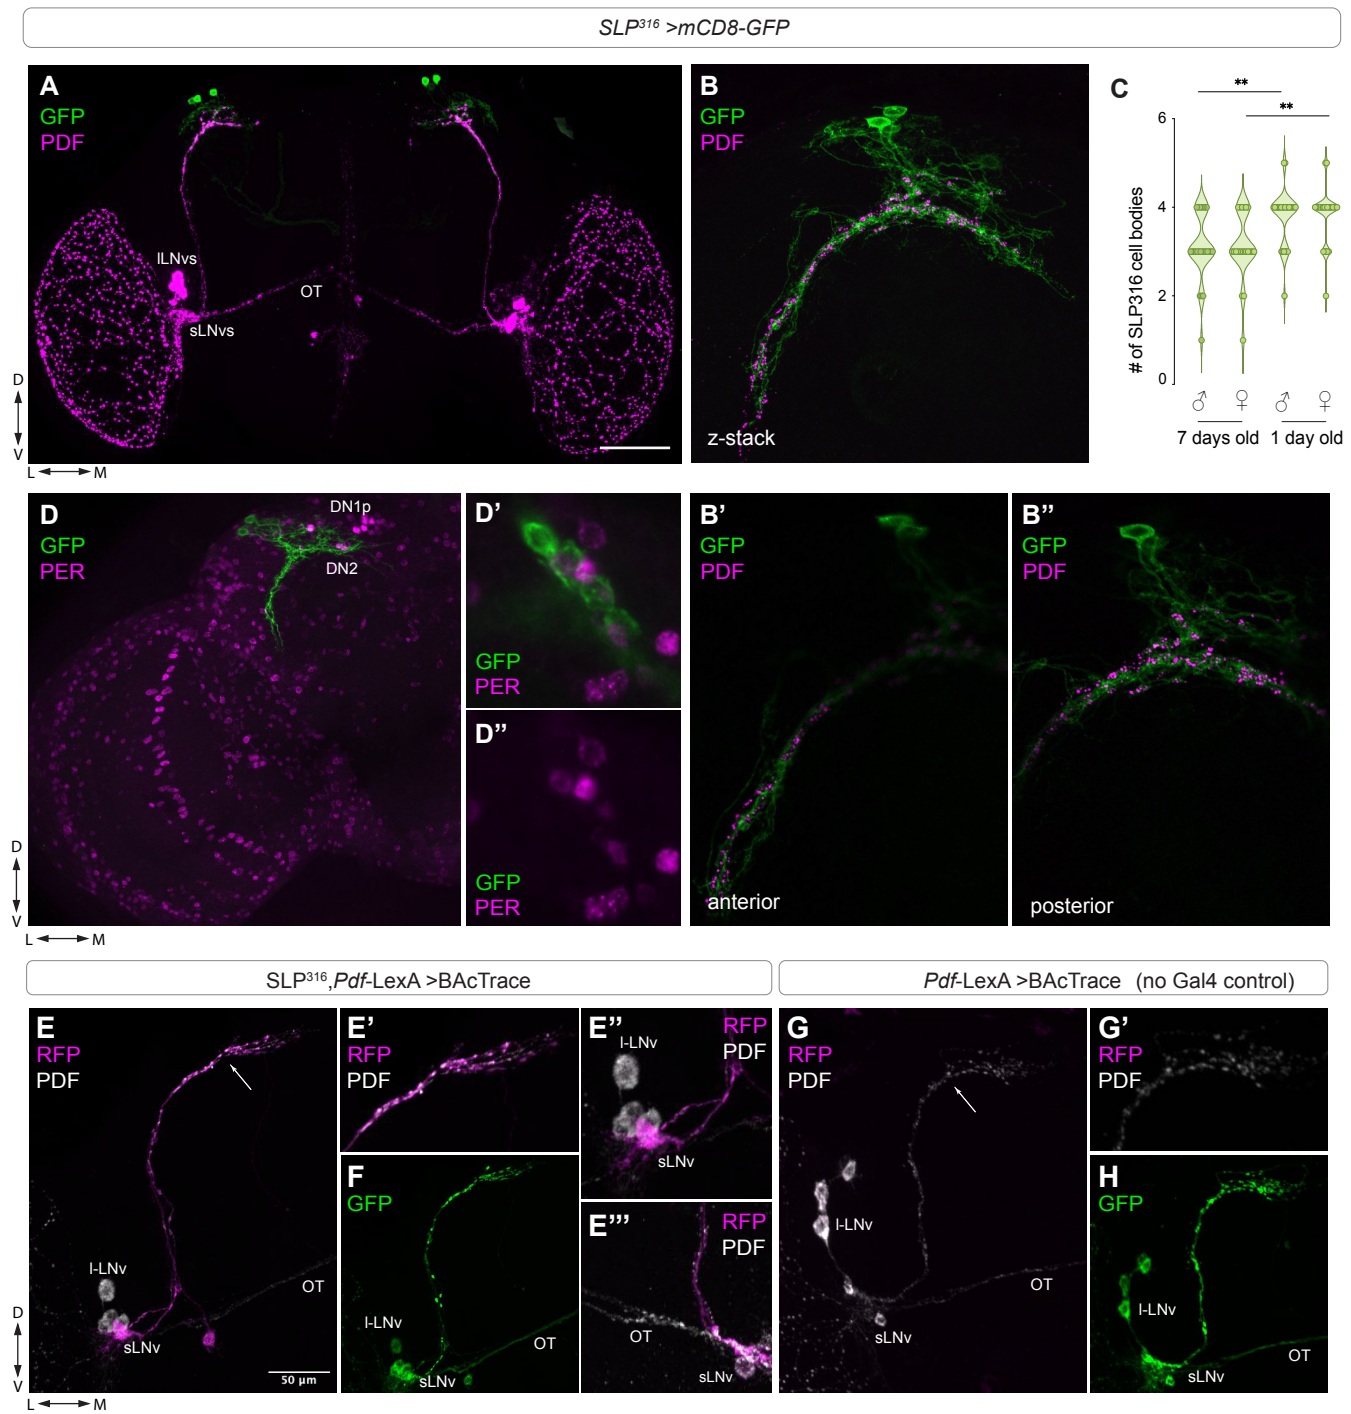 SLP³¹⁶ >mCD8-GFP
A
GFP
PDF
lLNvs
sLNvs
OT
D
V
L
M
B
GFP
PDF
z-stack
C
**
**
# of SLP316 cell bodies
6
4
2
0
♂ ♀ ♂ ♀
7 days old 1 day old
D
GFP
PER
DN1p
DN2
D
V
L
M
D'
GFP
PER
D''
GFP
PER
B'
GFP
PDF
anterior
B''
GFP
PDF
posterior
SLP³¹⁶,Pdf-LexA >BAcTrace
Pdf-LexA >BAcTrace (no Gal4 control)
E
RFP
PDF
l-LNv
sLNv
OT
50 µm
D
V
L
M
E'
RFP
PDF
F
GFP
l-LNv
sLNv
OT
E''
RFP
PDF
l-LNv
sLNv
E'''
RFP
PDF
OT
sLNv
G
RFP
PDF
l-LNv
sLNv
OT
G'
RFP
PDF
H
GFP
l-LNv
sLNv
OT